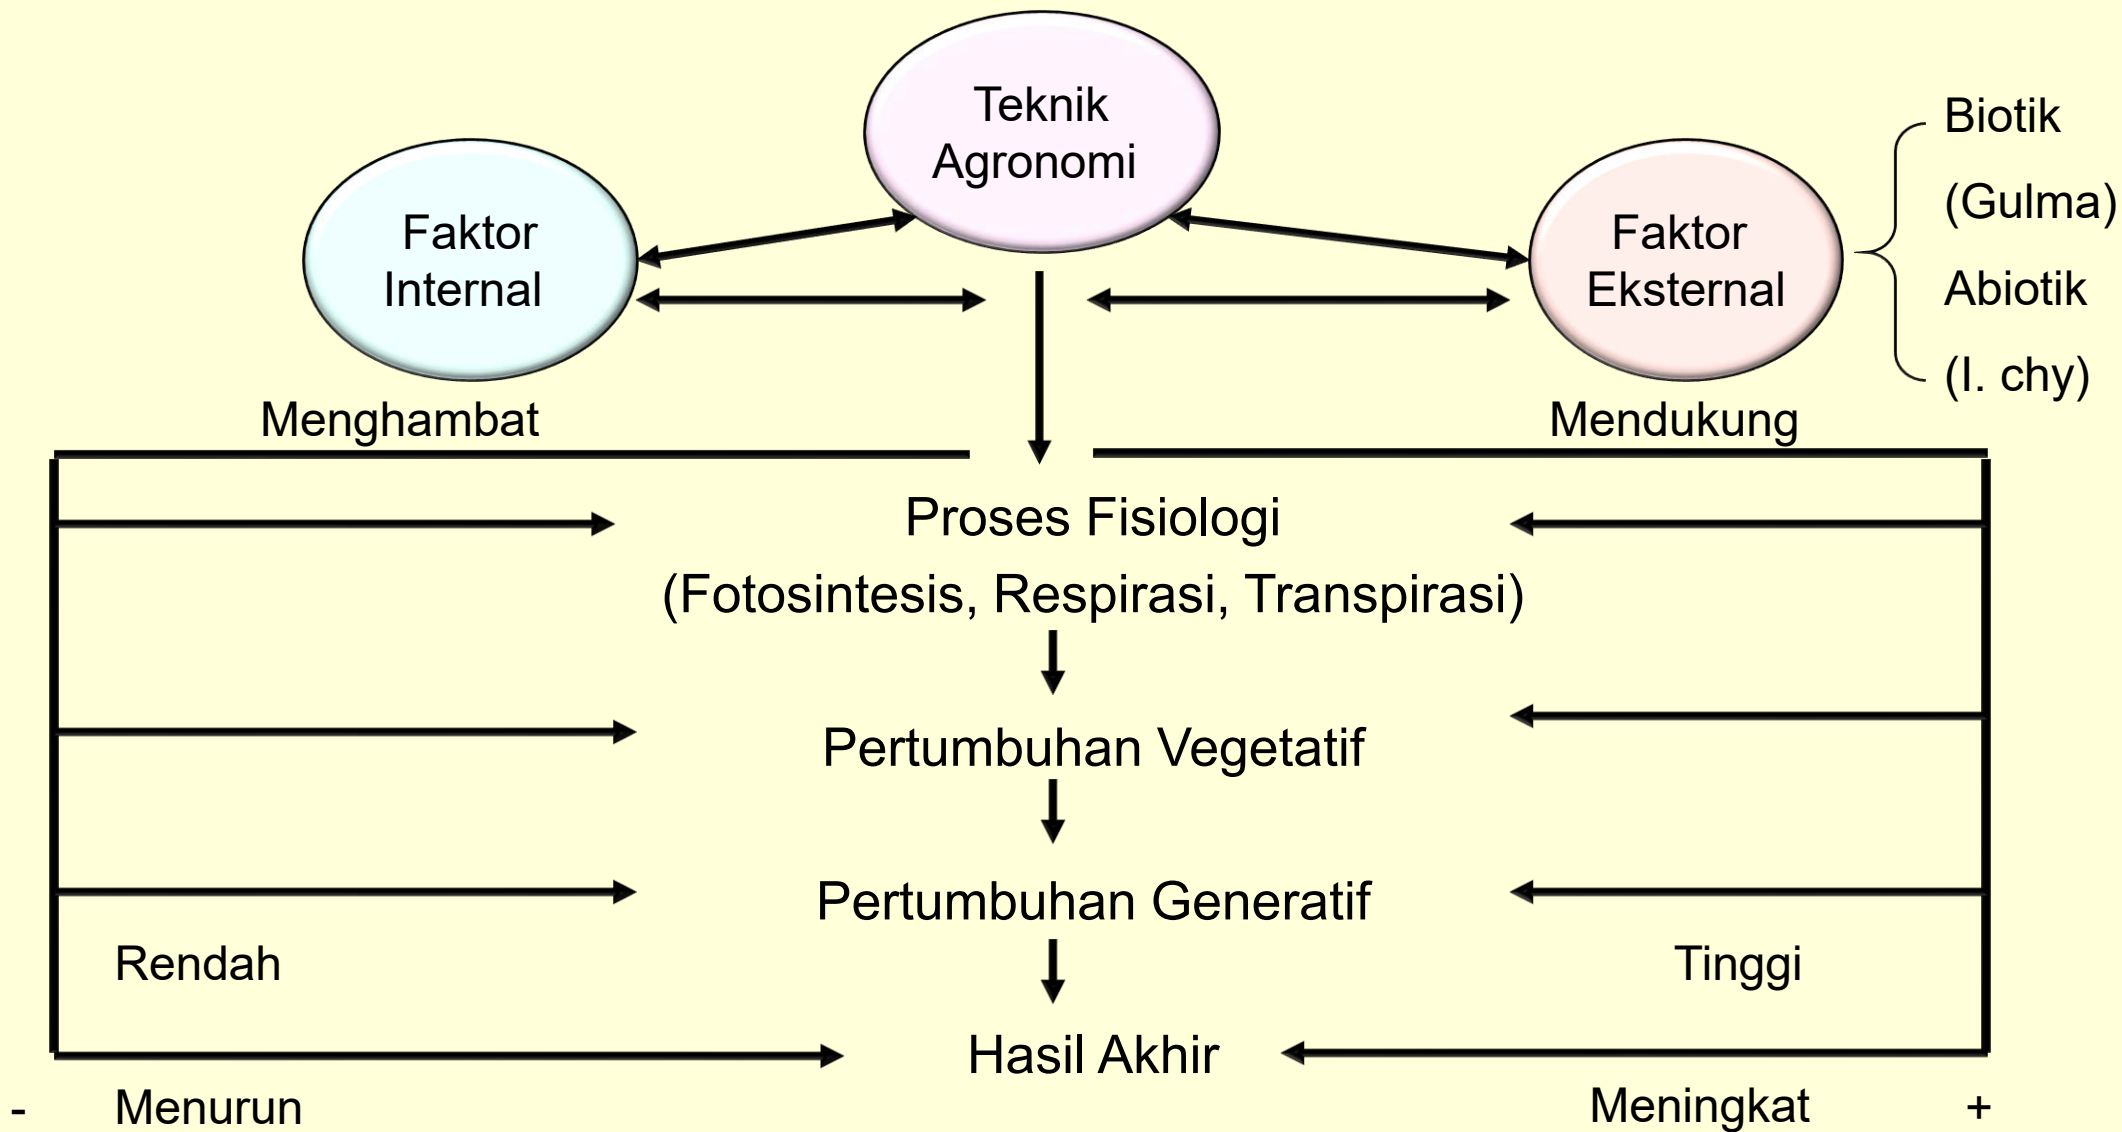 Teknik
Agronomi
Faktor
Internal
Faktor
Eksternal
Biotik
(Gulma)
Abiotik
(I. chy)
Menghambat
Mendukung
Proses Fisiologi
(Fotosintesis, Respirasi, Transpirasi)
Pertumbuhan Vegetatif
Pertumbuhan Generatif
Rendah
Tinggi
Hasil Akhir
- Menurun
Meningkat +